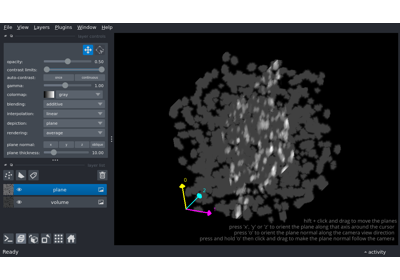 File View Layers Plugins Window Help
layer controls
opacity: 0.50
contrast limits:
auto-contrast: once continuous
gamma: 1.00
colormap: gray
blending: additive
interpolation: linear
depiction: plane
rendering: average
plane normal: x y z
plane thickness: 10.00
layer list
plane
volume
0
2
shift + click and drag to move the planes
press 'x', 'y' or 'z' to orient the plane along that axis around the cursor
press 'o' to orient the plane normal along the camera view direction
press and hold 'o' then click and drag to make the plane normal follow the camera
Ready
activity